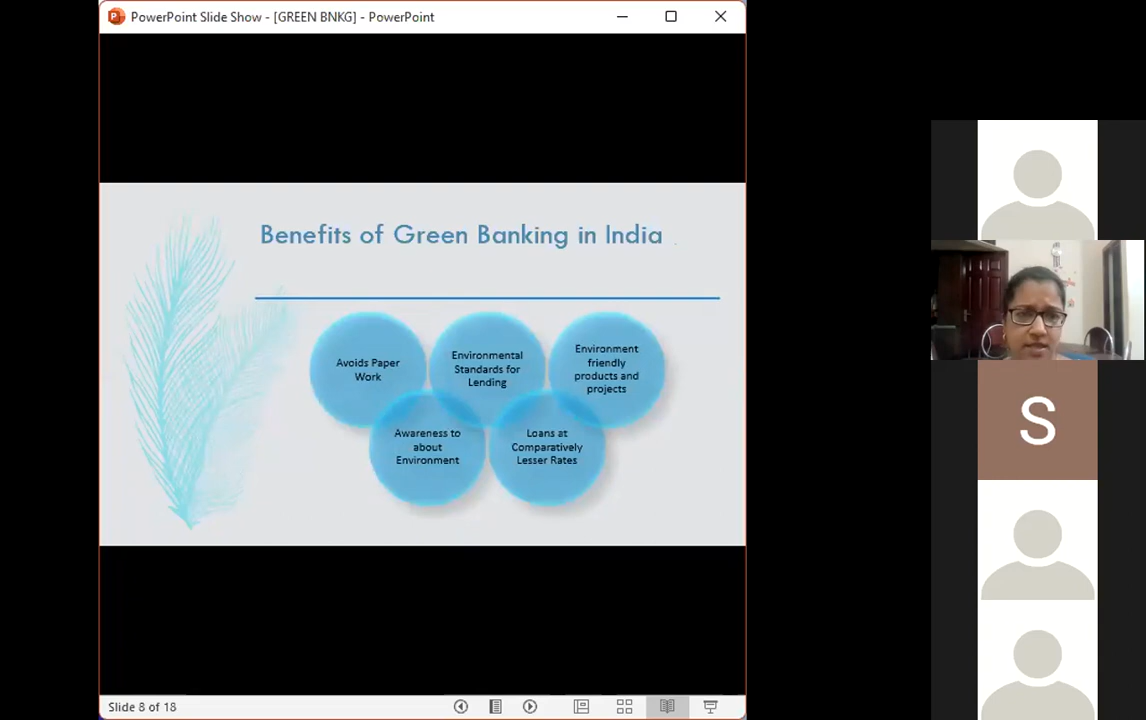 PowerPoint Slide Show - [GREEN BNKG] - PowerPoint
Benefits of Green Banking in India
Avoids Paper
Work
Environmental
Standards for
Lending
Environment
friendly
products and
projects
Awareness to
about
Environment
Loans at
Comparatively
Lesser Rates
S
Slide 8 of 18